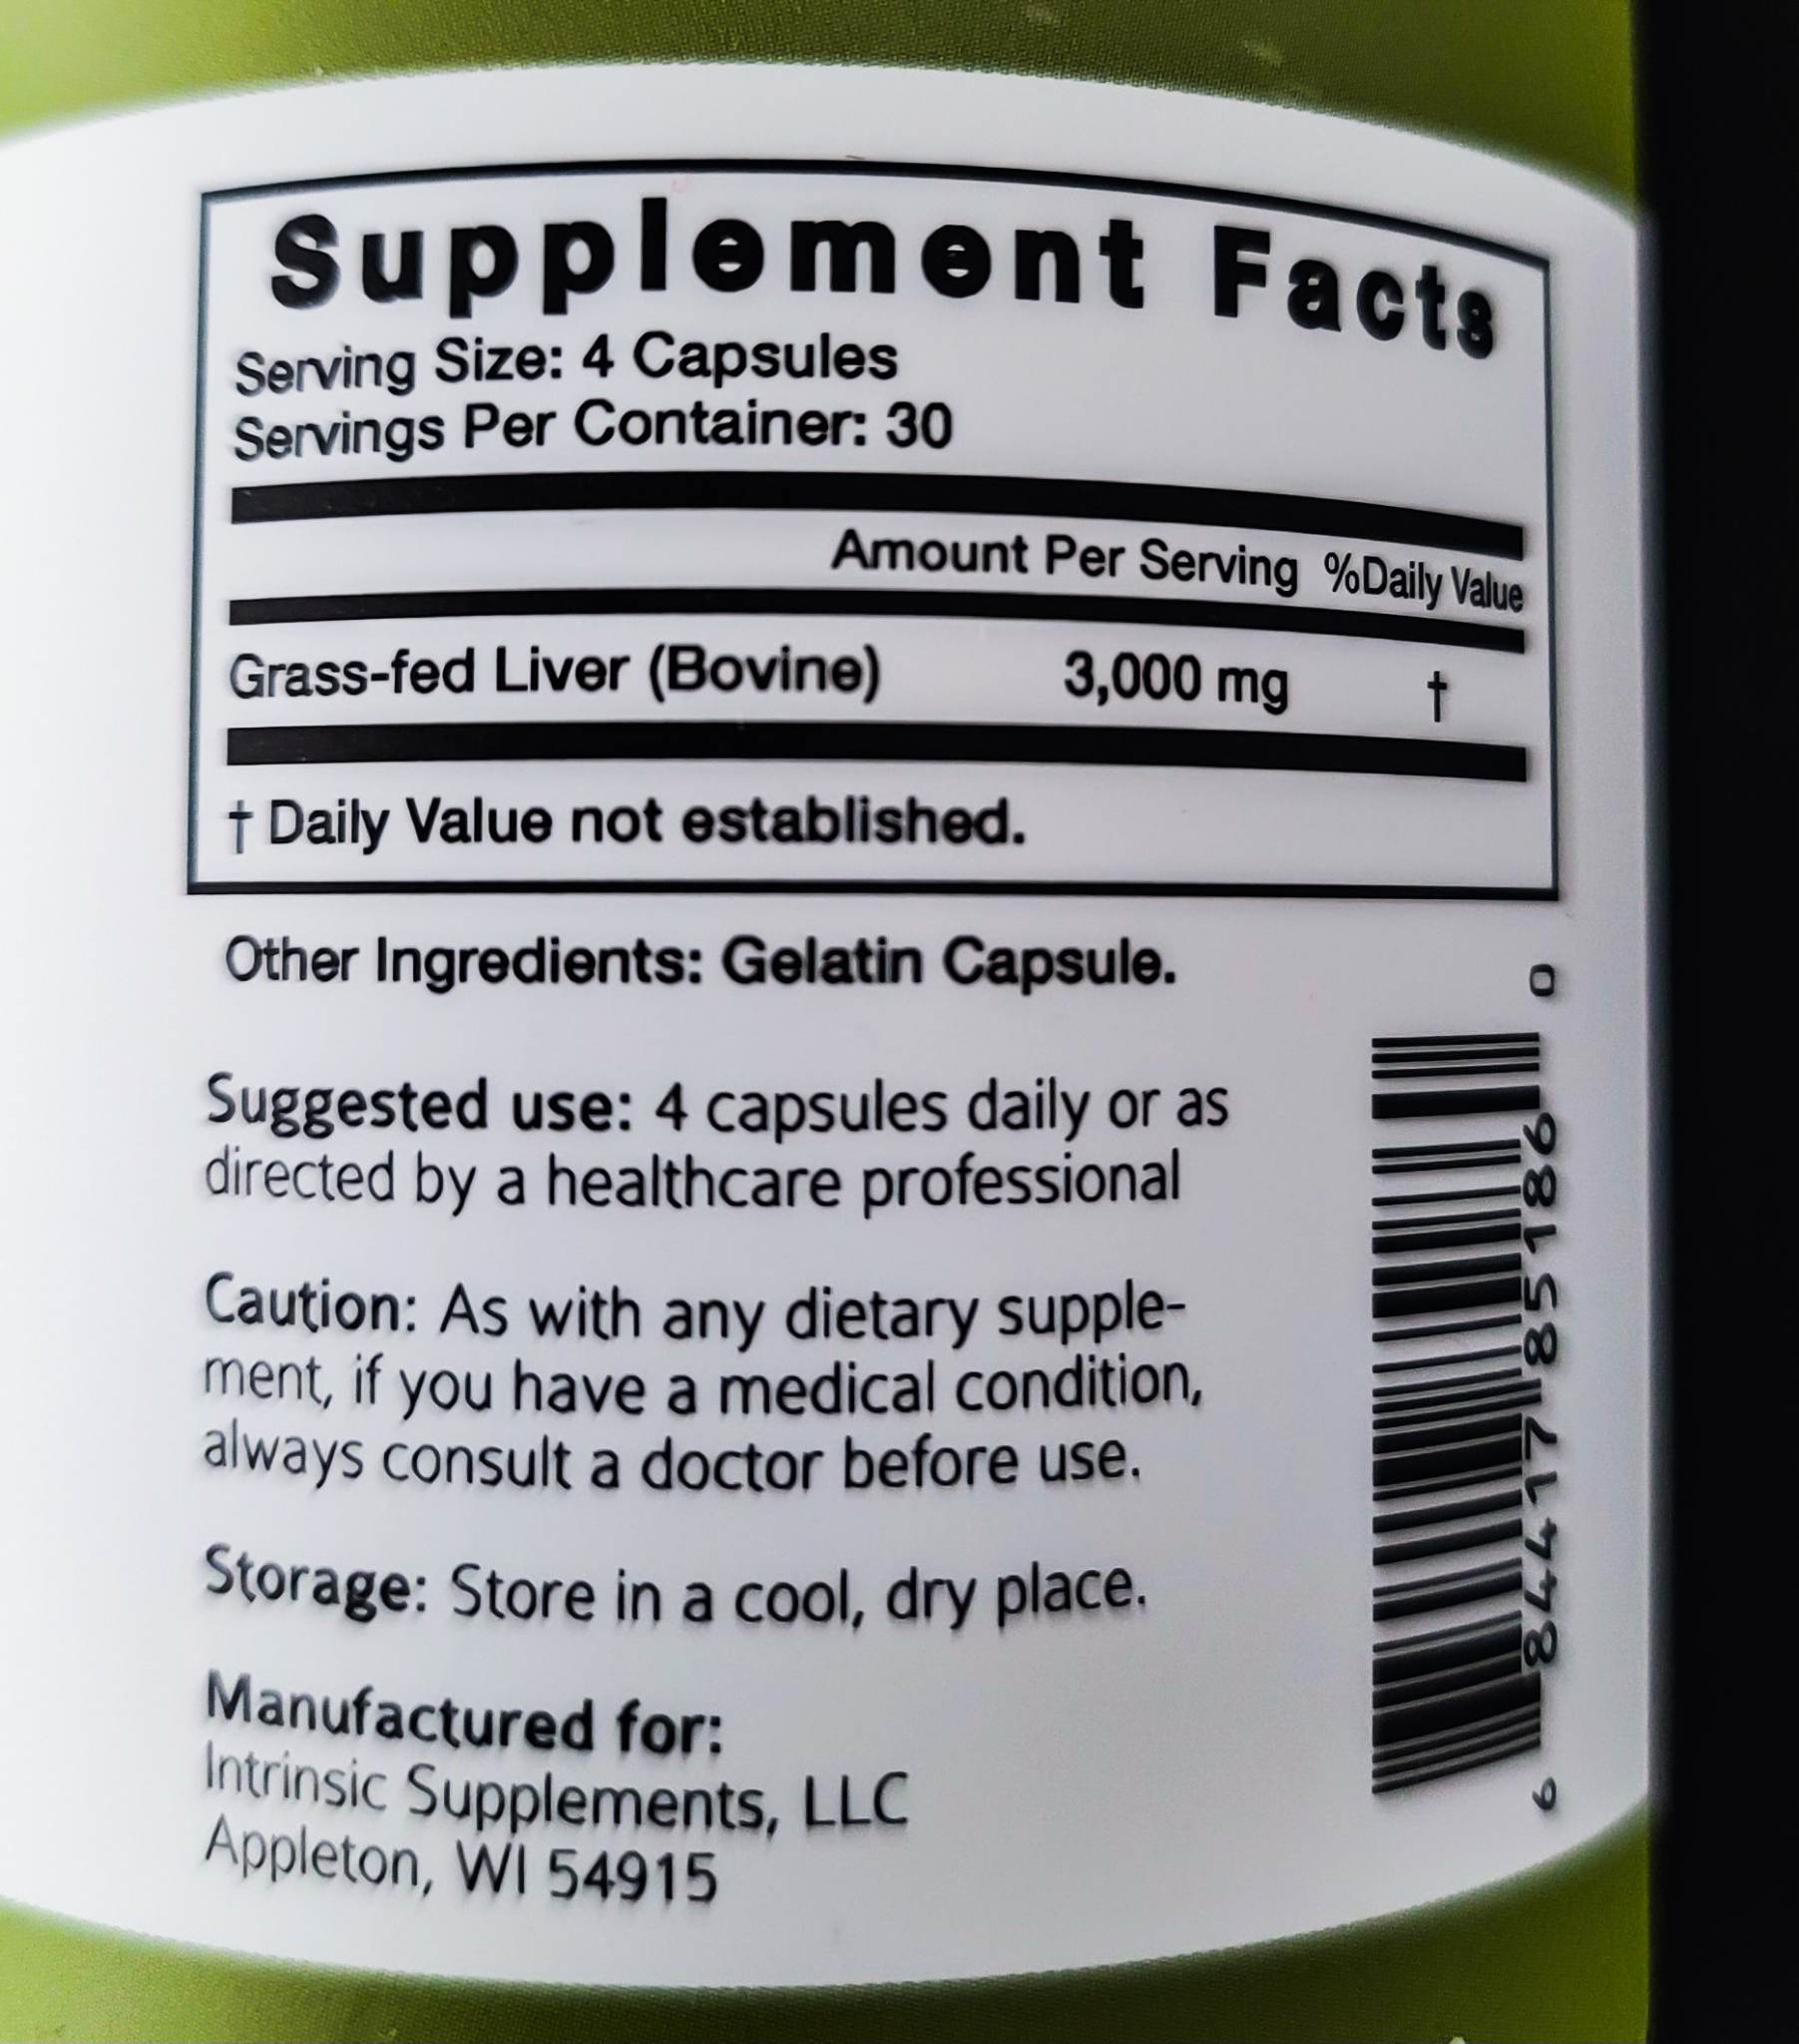 Supplement Facts
Serving Size: 4 Capsules
Servings Per Container: 30
Amount Per Serving %Daily Value
Grass-fed Liver (Bovine) 3,000 mg †
† Daily Value not established.
Other Ingredients: Gelatin Capsule.
Suggested use: 4 capsules daily or as
directed by a healthcare professional
Caution: As with any dietary supple-
ment, if you have a medical condition,
always consult a doctor before use.
Storage: Store in a cool, dry place.
Manufactured for:
Intrinsic Supplements, LLC
Appleton, WI 54915
6 84417 85186 0